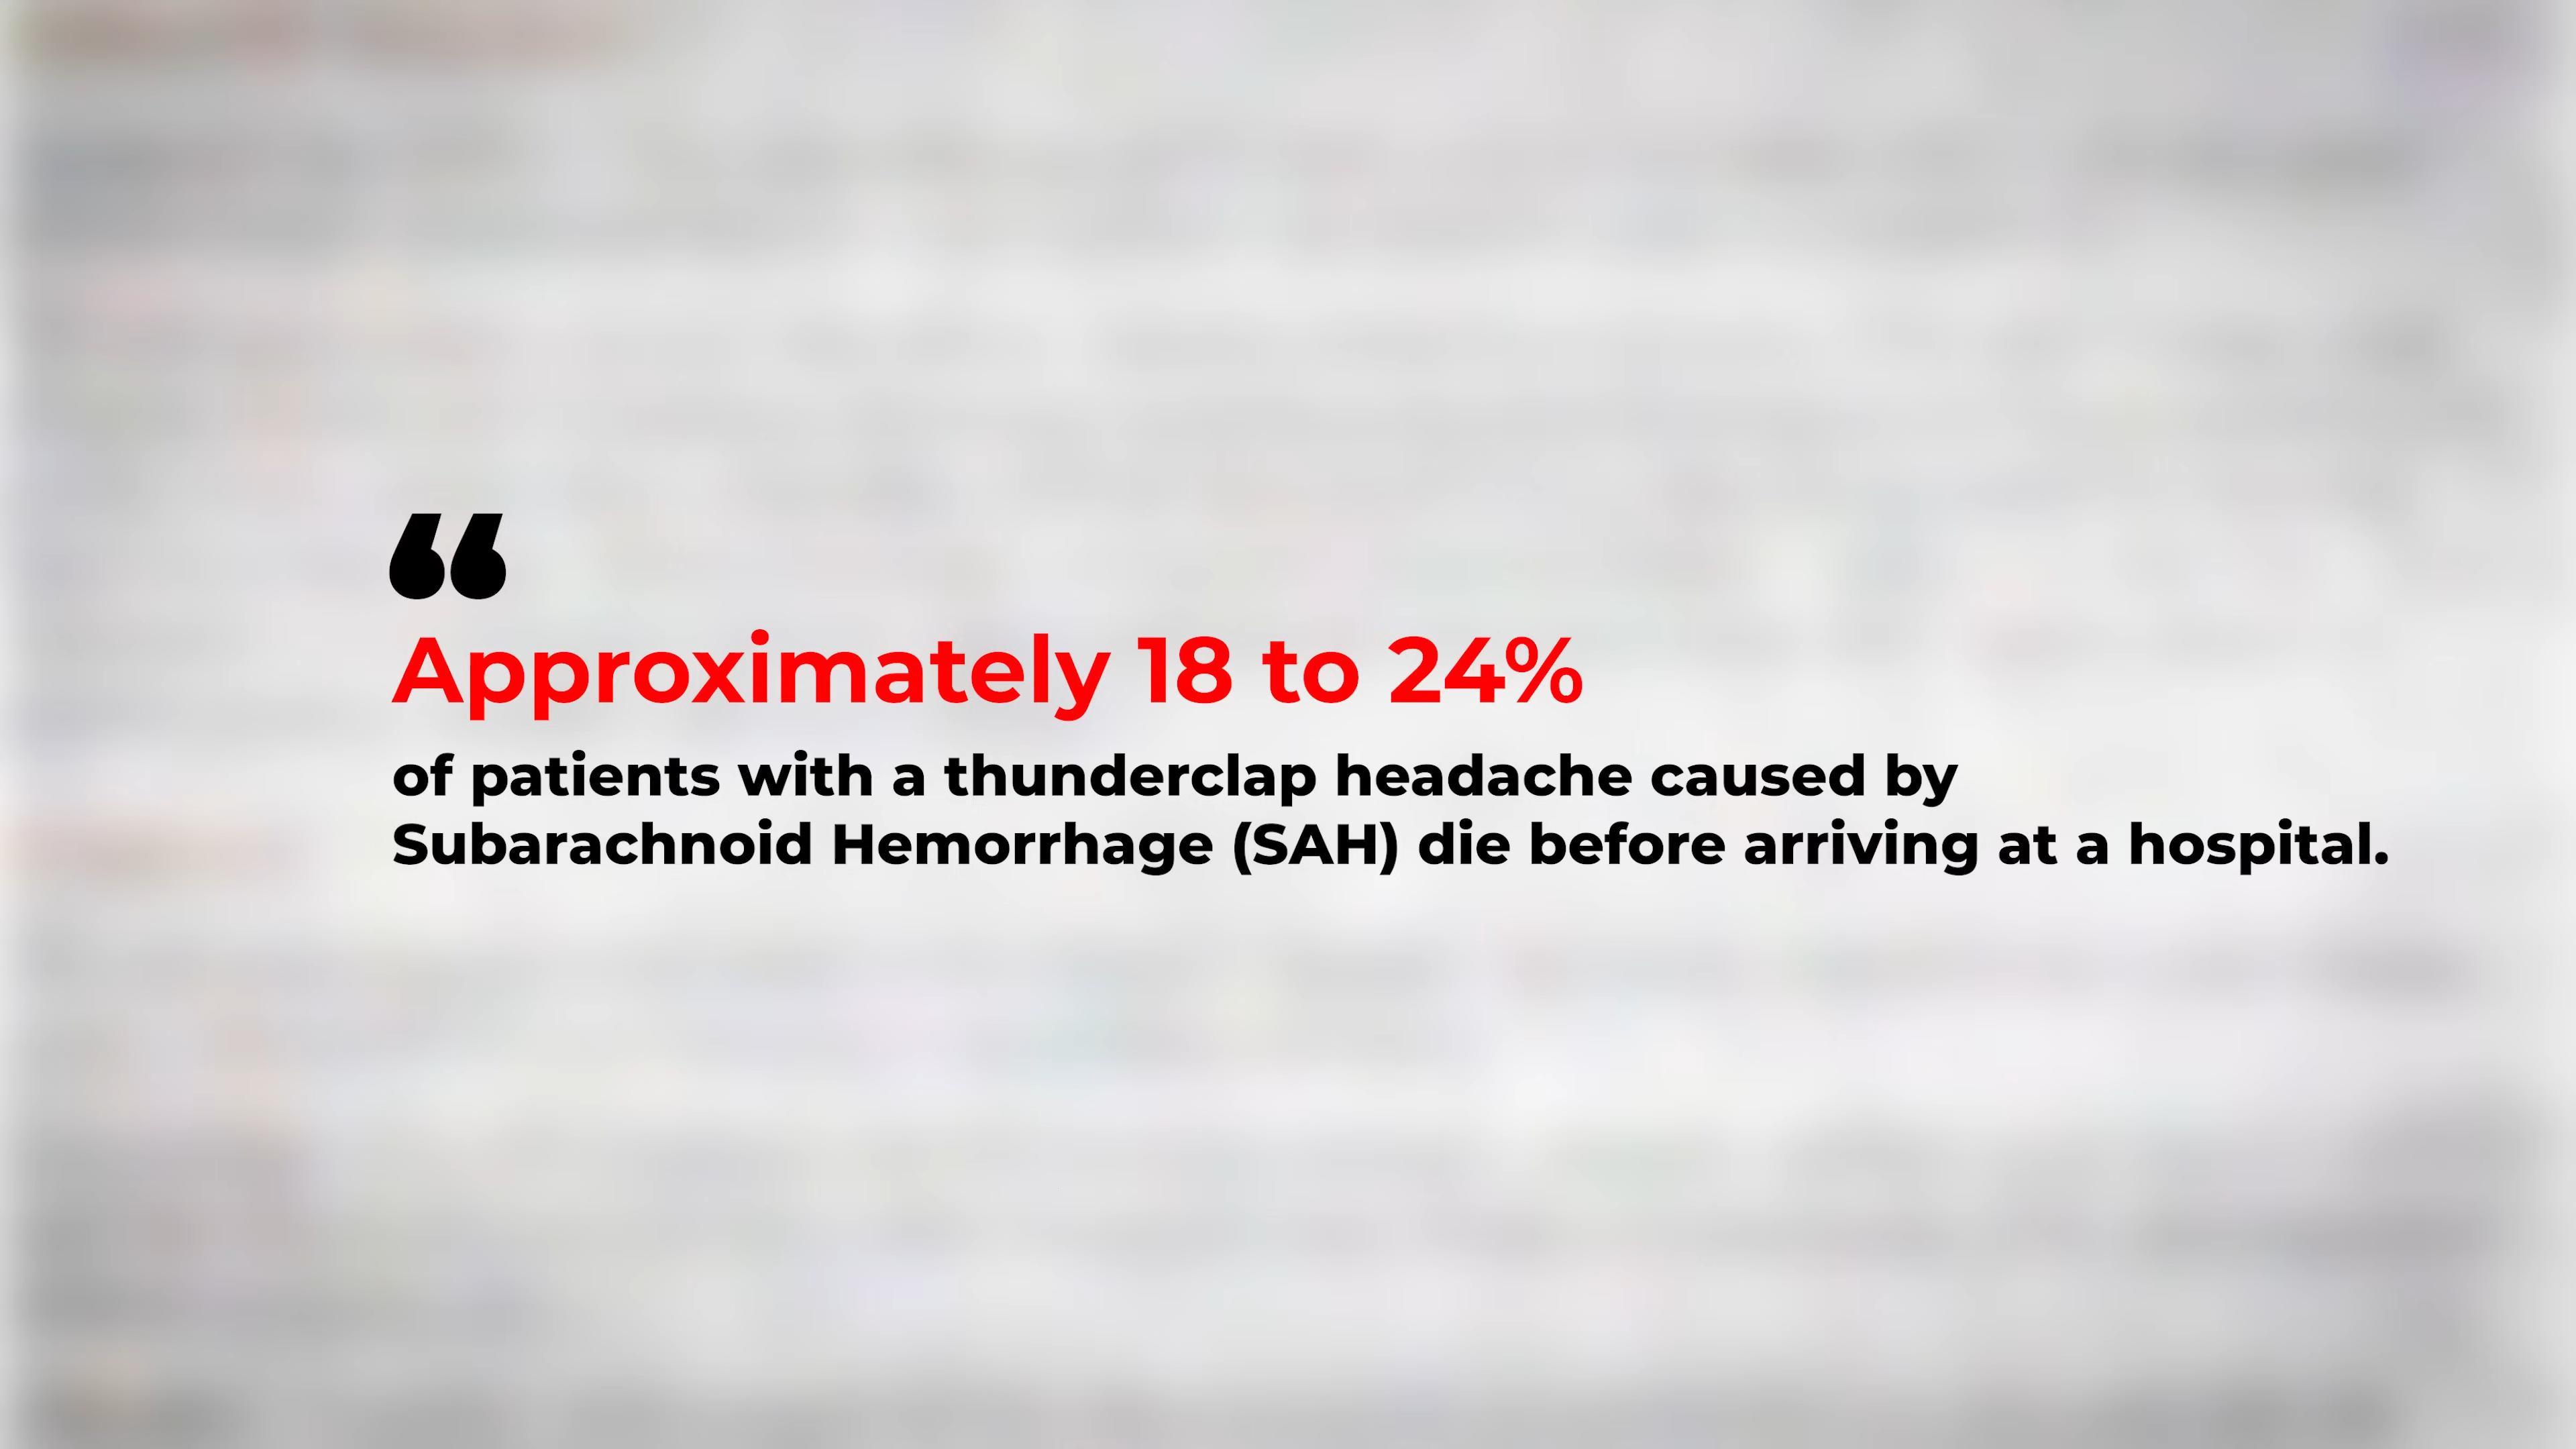 “
Approximately 18 to 24%
of patients with a thunderclap headache caused by
Subarachnoid Hemorrhage (SAH) die before arriving at a hospital.